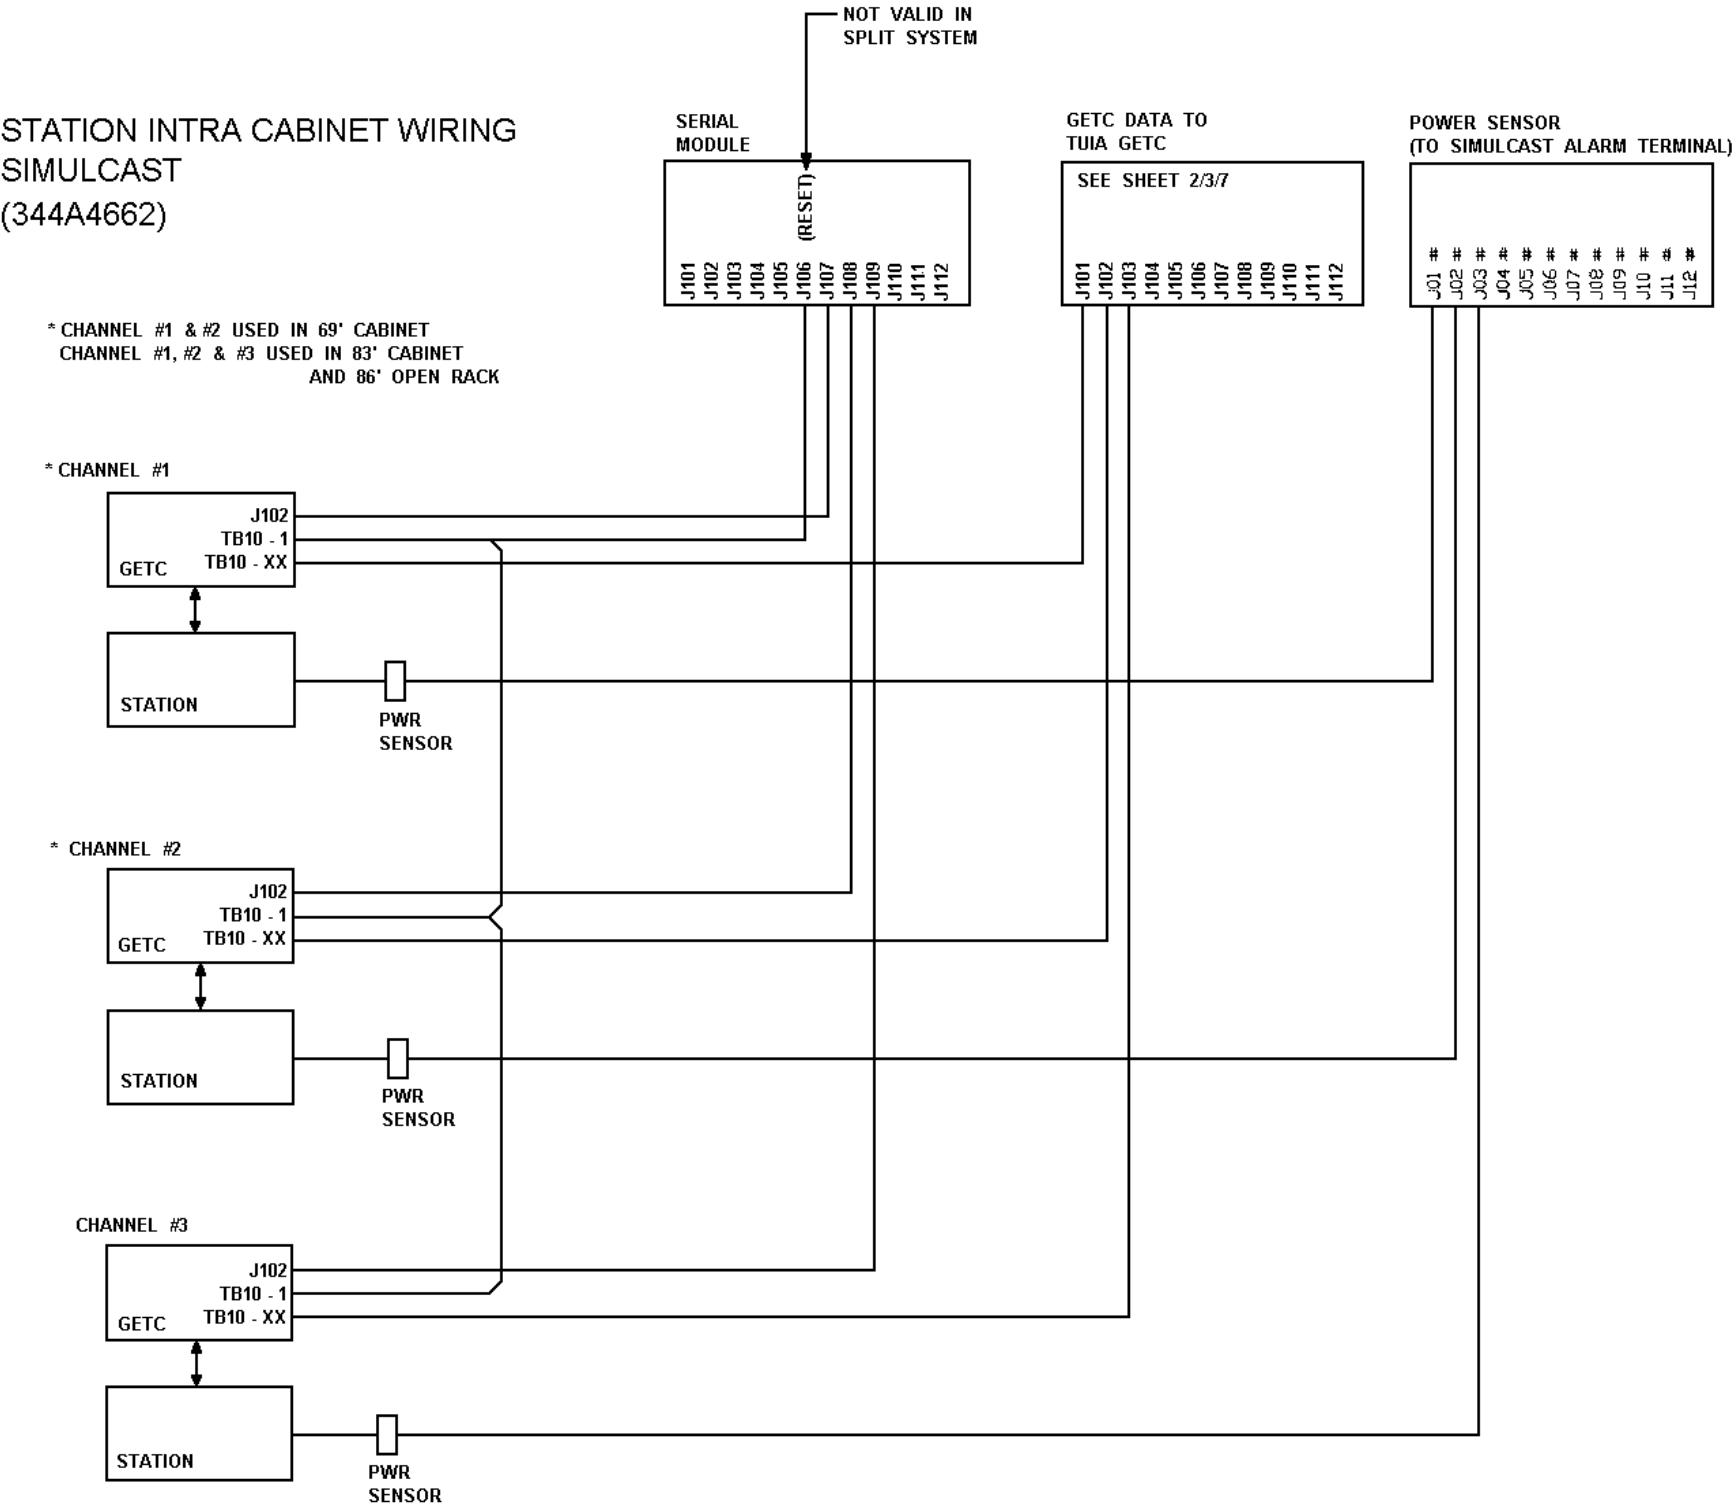 NOT VALID IN
SPLIT SYSTEM
STATION INTRA CABINET WIRING
SIMULCAST
(344A4662)
SERIAL
MODULE
(RESET)
J101
J102
J103
J104
J105
J106
J107
J108
J109
J110
J111
J112
GETC DATA TO
TUIA GETC
SEE SHEET 2/3/7
J101
J102
J103
J104
J105
J106
J107
J108
J109
J110
J111
J112
POWER SENSOR
(TO SIMULCAST ALARM TERMINAL)
J01 #
J02 #
J03 #
J04 #
J05 #
J06 #
J07 #
J08 #
J09 #
J10 #
J11 #
J12 #
* CHANNEL #1 & #2 USED IN 69' CABINET
CHANNEL #1, #2 & #3 USED IN 83' CABINET
AND 86' OPEN RACK
* CHANNEL #1
J102
TB10 - 1
TB10 - XX
GETC
STATION
PWR
SENSOR
* CHANNEL #2
J102
TB10 - 1
TB10 - XX
GETC
STATION
PWR
SENSOR
CHANNEL #3
J102
TB10 - 1
TB10 - XX
GETC
STATION
PWR
SENSOR